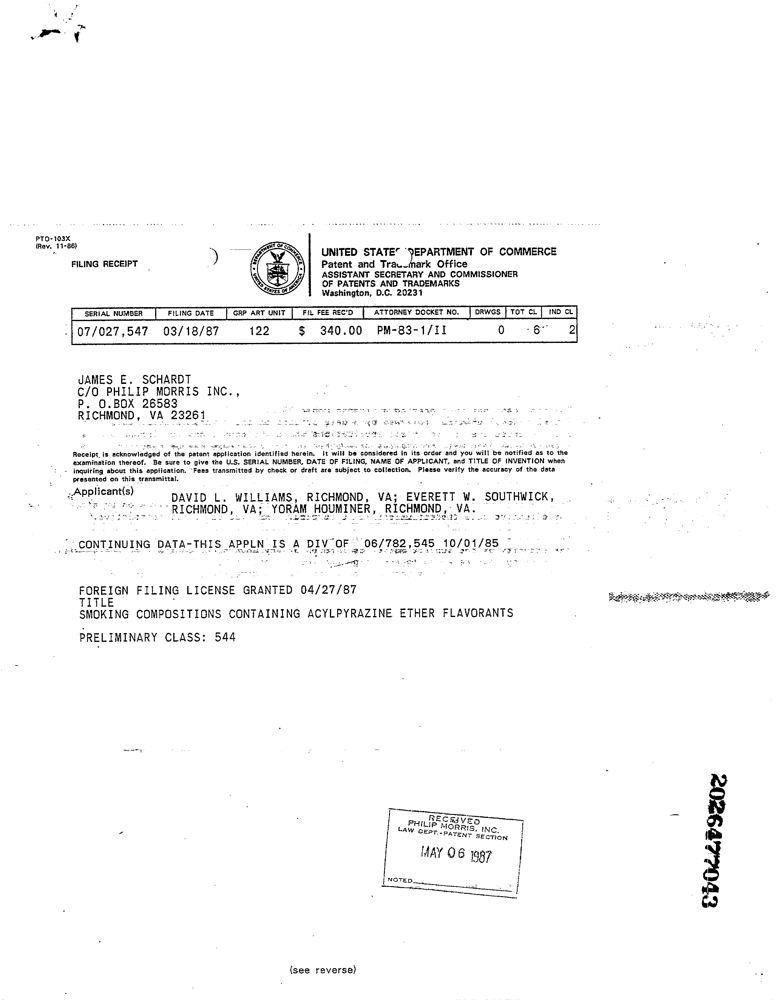 PTO-103X
(Rev. 11-86)
FILING RECEIPT
UNITED STATE DEPARTMENT OF COMMERCE
Patent and Trademark Office
ASSISTANT SECRETARY AND COMMISSIONER
OF PATENTS AND TRADEMARKS
Washington, D.C. 20231
SERIAL NUMBER FILING DATE GRP ART UNIT FIL FEE REC'D ATTORNEY DOCKET NO. DRWGS TOT CL IND CL
07/027,547 03/18/87 122 $ 340.00 PM-83-1/II 0 6 2
JAMES E. SCHARDT
C/O PHILIP MORRIS INC.,
P. O.BOX 26583
RICHMOND, VA 23261
Receipt is acknowledged of the patent application identified herein. It will be considered in its order and you will be notified as to the
examination thereof. Be sure to give the U.S. SERIAL NUMBER, DATE OF FILING, NAME OF APPLICANT, and TITLE OF INVENTION when
inquiring about this application. Fees transmitted by check or draft are subject to collection. Please verify the accuracy of the data
presented on this transmittal.
Applicant(s)
DAVID L. WILLIAMS, RICHMOND, VA; EVERETT W. SOUTHWICK,
RICHMOND, VA; YORAM HOUMINER, RICHMOND, VA.
CONTINUING DATA-THIS APPLN IS A DIV OF 06/782,545 10/01/85
FOREIGN FILING LICENSE GRANTED 04/27/87
TITLE
SMOKING COMPOSITIONS CONTAINING ACYLPYRAZINE ETHER FLAVORANTS
PRELIMINARY CLASS: 544
RECEIVED
PHILIP MORRIS, INC.
LAW DEPT.-PATENT SECTION
MAY 06 1987
NOTED
2026477043
(see reverse)